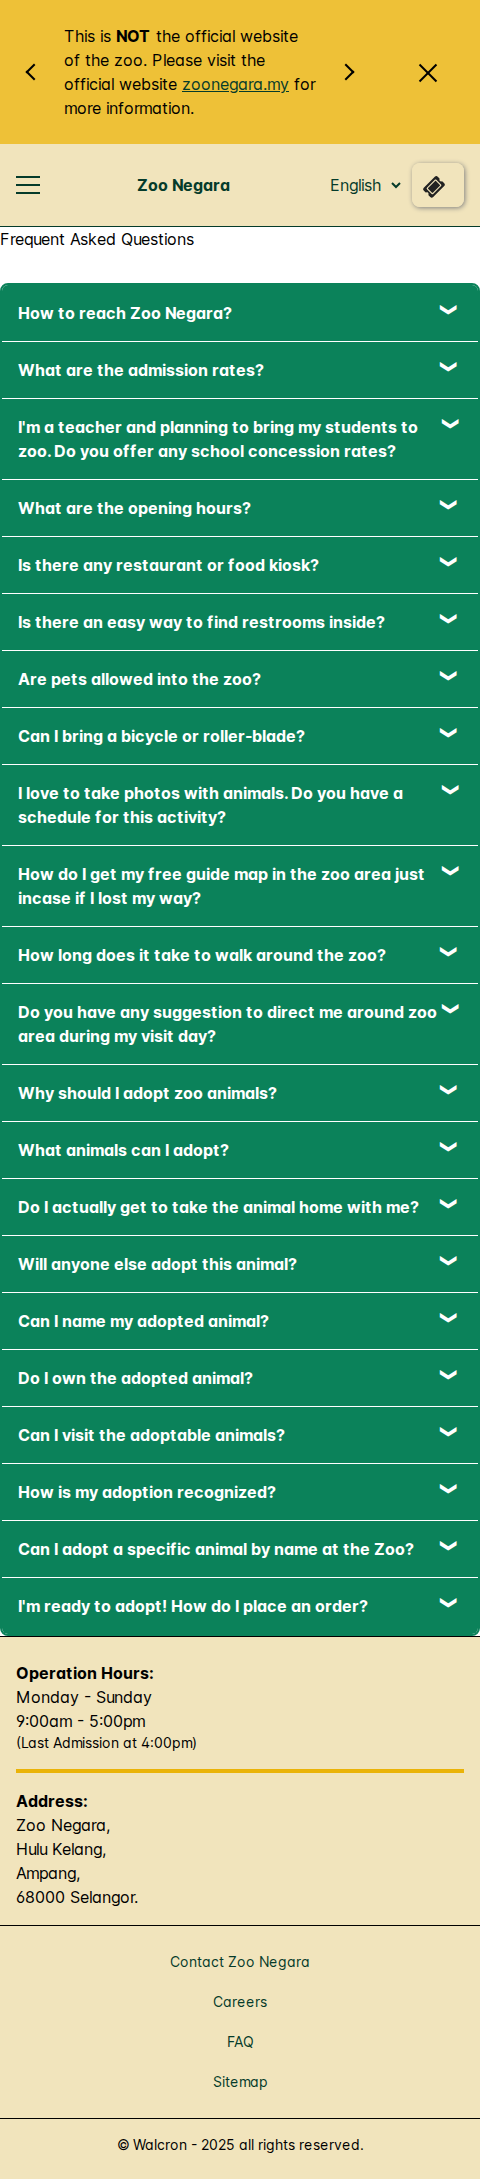 This is NOT the official website
of the zoo. Please visit the
official website zoonegara.my for
more information.
Zoo Negara
English
Frequent Asked Questions
How to reach Zoo Negara?
What are the admission rates?
I'm a teacher and planning to bring my students to
zoo. Do you offer any school concession rates?
What are the opening hours?
Is there any restaurant or food kiosk?
Is there an easy way to find restrooms inside?
Are pets allowed into the zoo?
Can I bring a bicycle or roller-blade?
I love to take photos with animals. Do you have a
schedule for this activity?
How do I get my free guide map in the zoo area just
incase if I lost my way?
How long does it take to walk around the zoo?
Do you have any suggestion to direct me around zoo
area during my visit day?
Why should I adopt zoo animals?
What animals can I adopt?
Do I actually get to take the animal home with me?
Will anyone else adopt this animal?
Can I name my adopted animal?
Do I own the adopted animal?
Can I visit the adoptable animals?
How is my adoption recognized?
Can I adopt a specific animal by name at the Zoo?
I'm ready to adopt! How do I place an order?
Operation Hours:
Monday - Sunday
9:00am - 5:00pm
(Last Admission at 4:00pm)
Address:
Zoo Negara,
Hulu Kelang,
Ampang,
68000 Selangor.
Contact Zoo Negara
Careers
FAQ
Sitemap
© Walcron - 2025 all rights reserved.